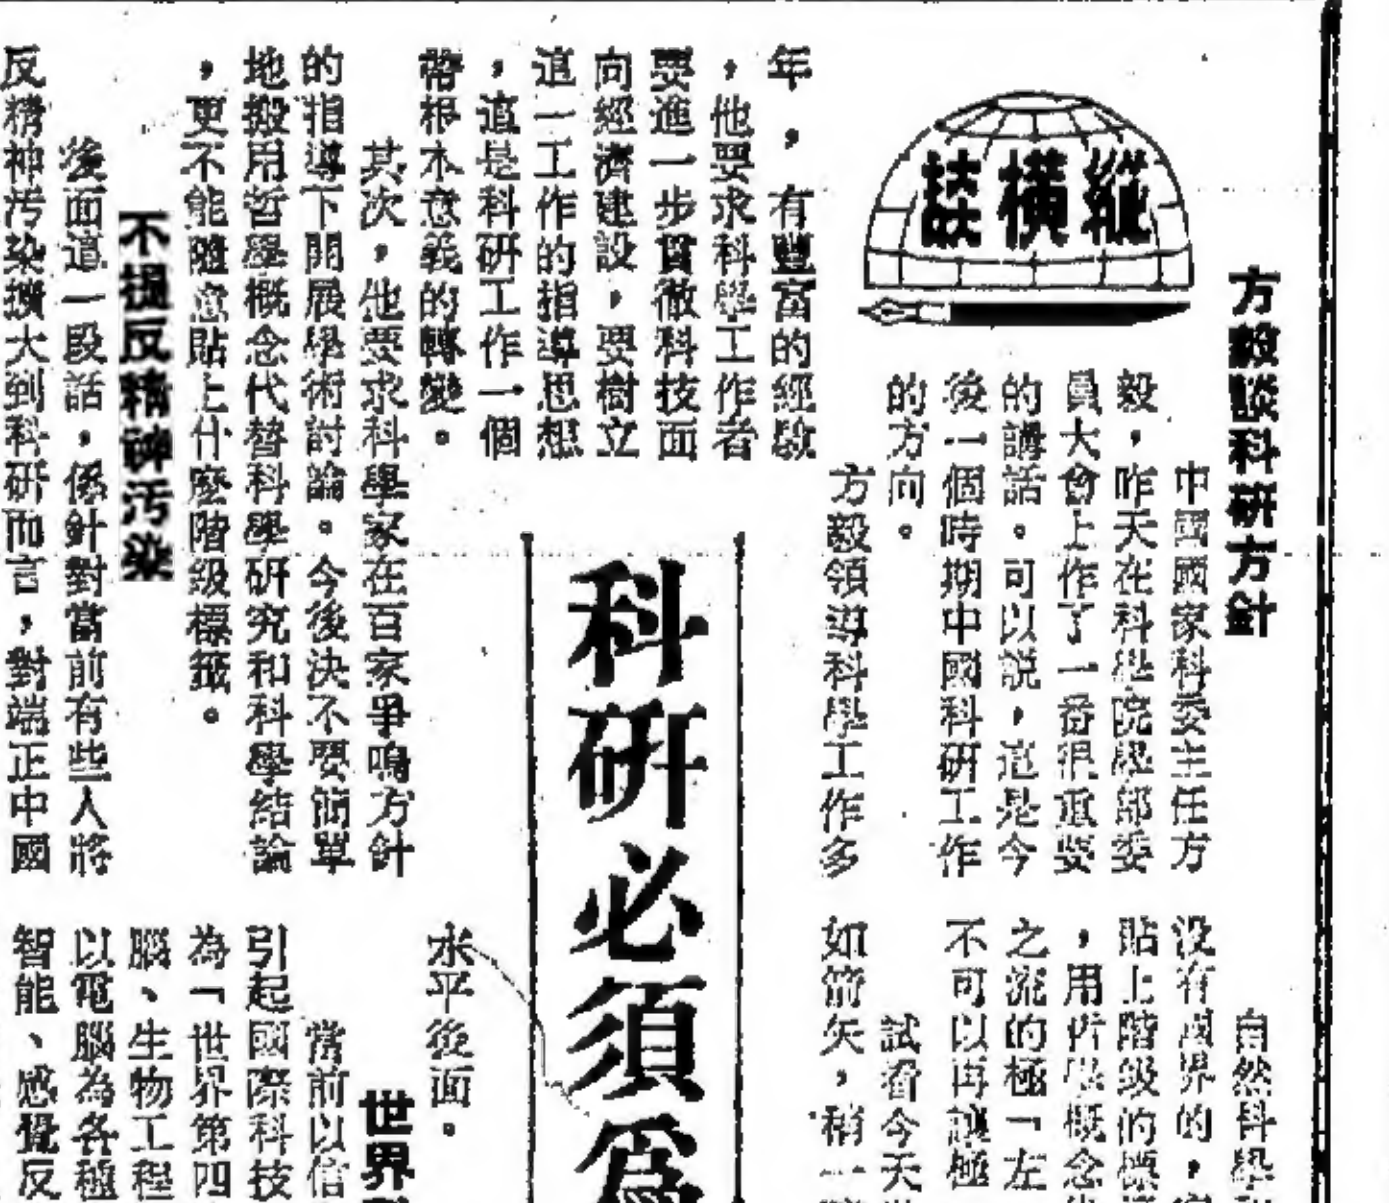 縱橫談
方毅談科研方針
中國國家科委主任方
毅，昨天在科學院學部委
員大會上作了一番很重要
的講話。可以說，這是今
後一個時期中國科研工作
的方向。
方毅領導科學工作多
年，有豐富的經驗
，他要求科學工作者
要進一步貫徹科技面
向經濟建設，要樹立
這一工作的指導思想
，這是科研工作一個
帶根本意義的轉變。
其次，他要求科學家在百家爭鳴方針
的指導下開展學術討論。今後決不要簡單
地搬用哲學概念代替科學研究和科學結論
，更不能隨意貼上什麼階級標籤。
不提反精神污染
後面這一段話，係針對當前有些人將
反精神污染擴大到科研而言，對端正中國
科研必須為
自然科學
沒有國界的，
貼上階級的標
，用哲學概念
之流的極「左
不可以再讓極
試看今天
如箭矢，稍一
水平後面。
世界
當前以信
引起國際科技
為「世界第四
腦、生物工程
以電腦為各種
智能、感覺反